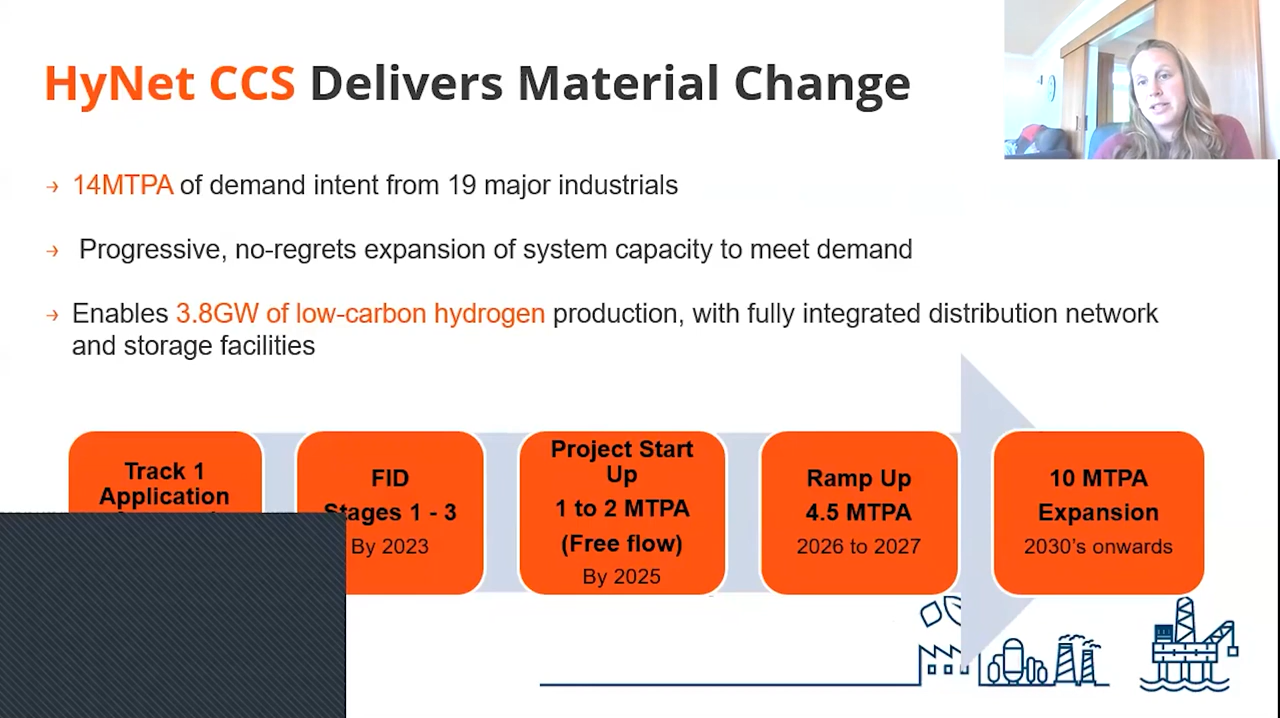 HyNet CCS Delivers Material Change
→ 14MTPA of demand intent from 19 major industrials
→ Progressive, no-regrets expansion of system capacity to meet demand
→ Enables 3.8GW of low-carbon hydrogen production, with fully integrated distribution network
and storage facilities
Track 1
Application
FID
Stages 1 - 3
By 2023
Project Start
Up
1 to 2 MTPA
(Free flow)
By 2025
Ramp Up
4.5 MTPA
2026 to 2027
10 MTPA
Expansion
2030's onwards